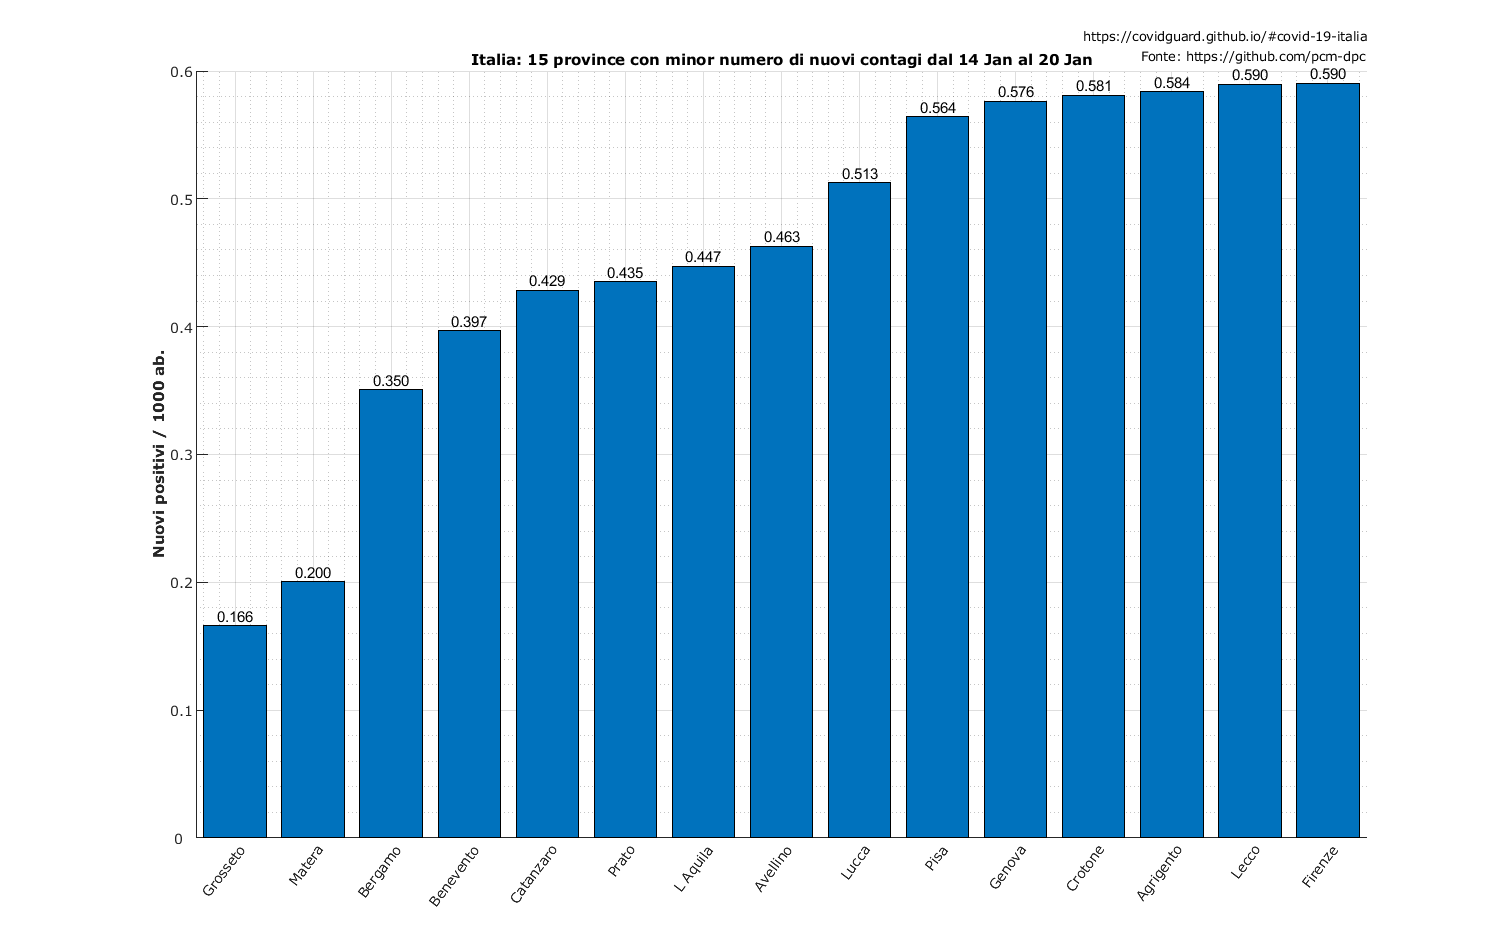 https://covidguard.github.io/#covid-19-italia
Italia: 15 province con minor numero di nuovi contagi dal 14 Jan al 20 Jan
Fonte: https://github.com/pcm-dpc
Nuovi positivi / 1000 ab.
0.6
0.5
0.4
0.3
0.2
0.1
0
0.166
0.200
0.350
0.397
0.429
0.435
0.447
0.463
0.513
0.564
0.576
0.581
0.584
0.590
0.590
Grosseto
Matera
Bergamo
Benevento
Catanzaro
Prato
L Aquila
Avellino
Lucca
Pisa
Genova
Crotone
Agrigento
Lecco
Firenze